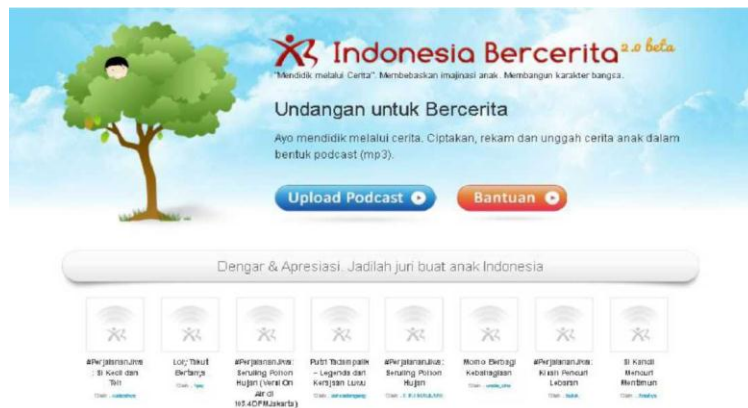 Indonesia Bercerita 2.0 beta
"Mendidik melalui Cerita". Membebaskan imajinasi anak. Membangun karakter bangsa.
Undangan untuk Bercerita
Ayo mendidik melalui cerita. Ciptakan, rekam dan unggah cerita anak dalam
bentuk podcast (mp3).
Upload Podcast
Bantuan
Dengar & Apresiasi. Jadilah juri buat anak Indonesia
#PerjalananJiwa
: Si Kecil dan
Teh
Loly Takut
Bertanya
#PerjalananJiwa:
Seruling Pohon
Hujan (Versi On
Air di
Putri Tadampalik
- Legenda dari
Kerajaan Luwu
#PerjalananJiwa:
Seruling Pohon
Hujan
Momo Berbagi
Kebahagiaan
#PerjalananJiwa:
Kisah Pencuri
Lebaran
Si Kancil
Mencuri
Mentimun